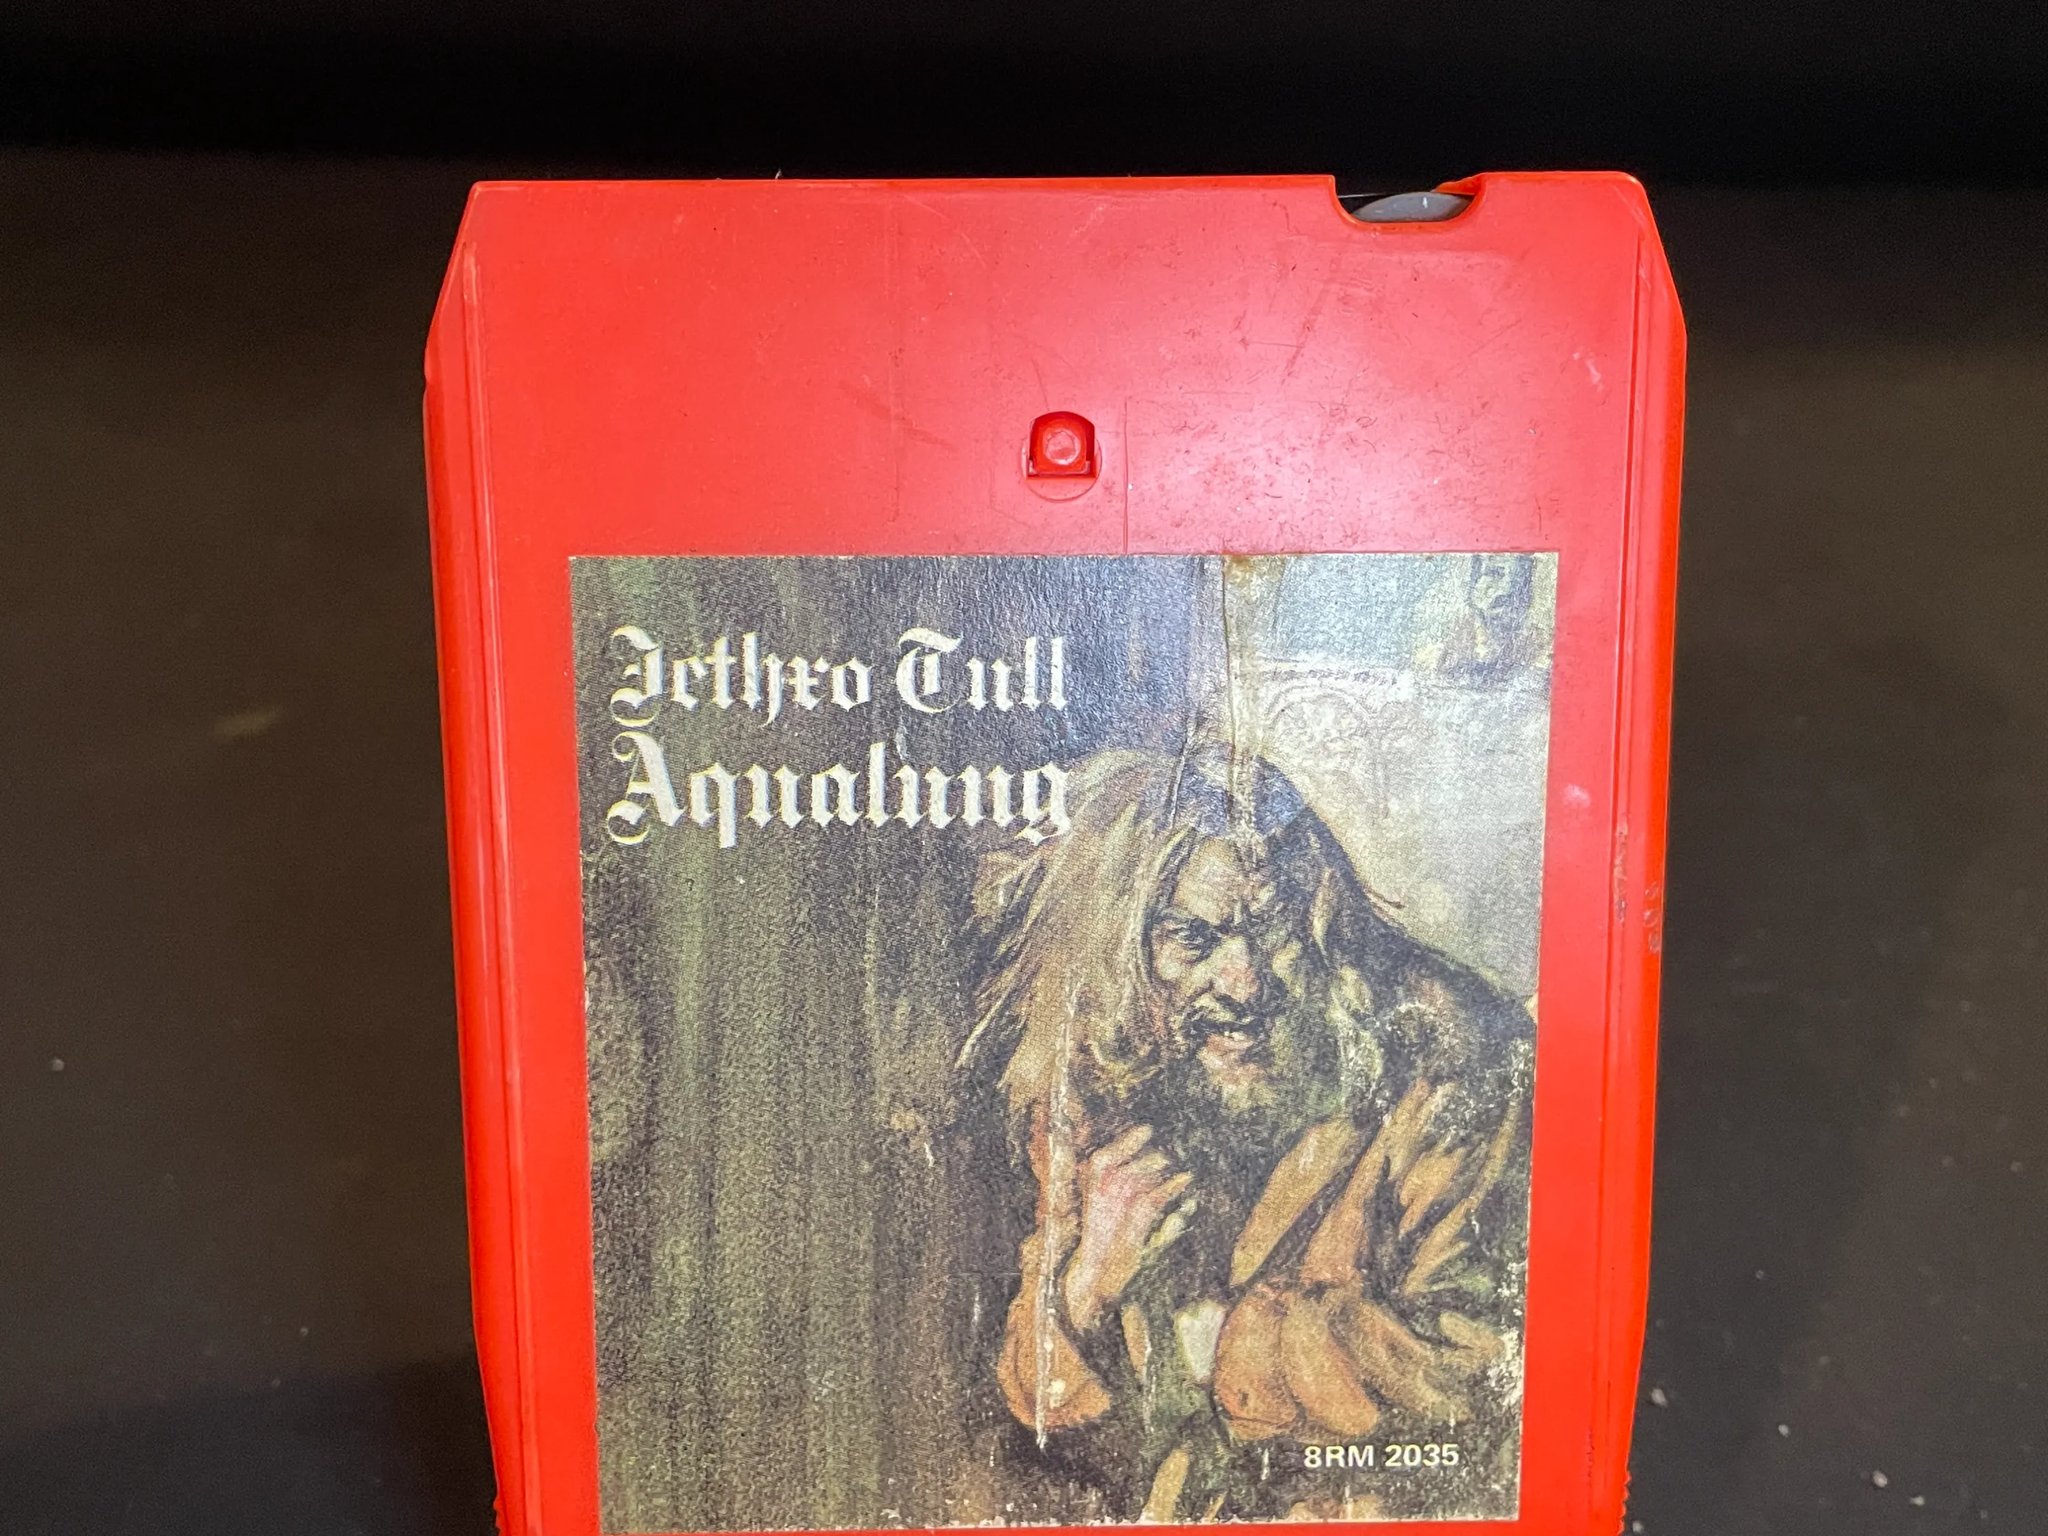 Jethro Tull
Aqualung
8RM 2035